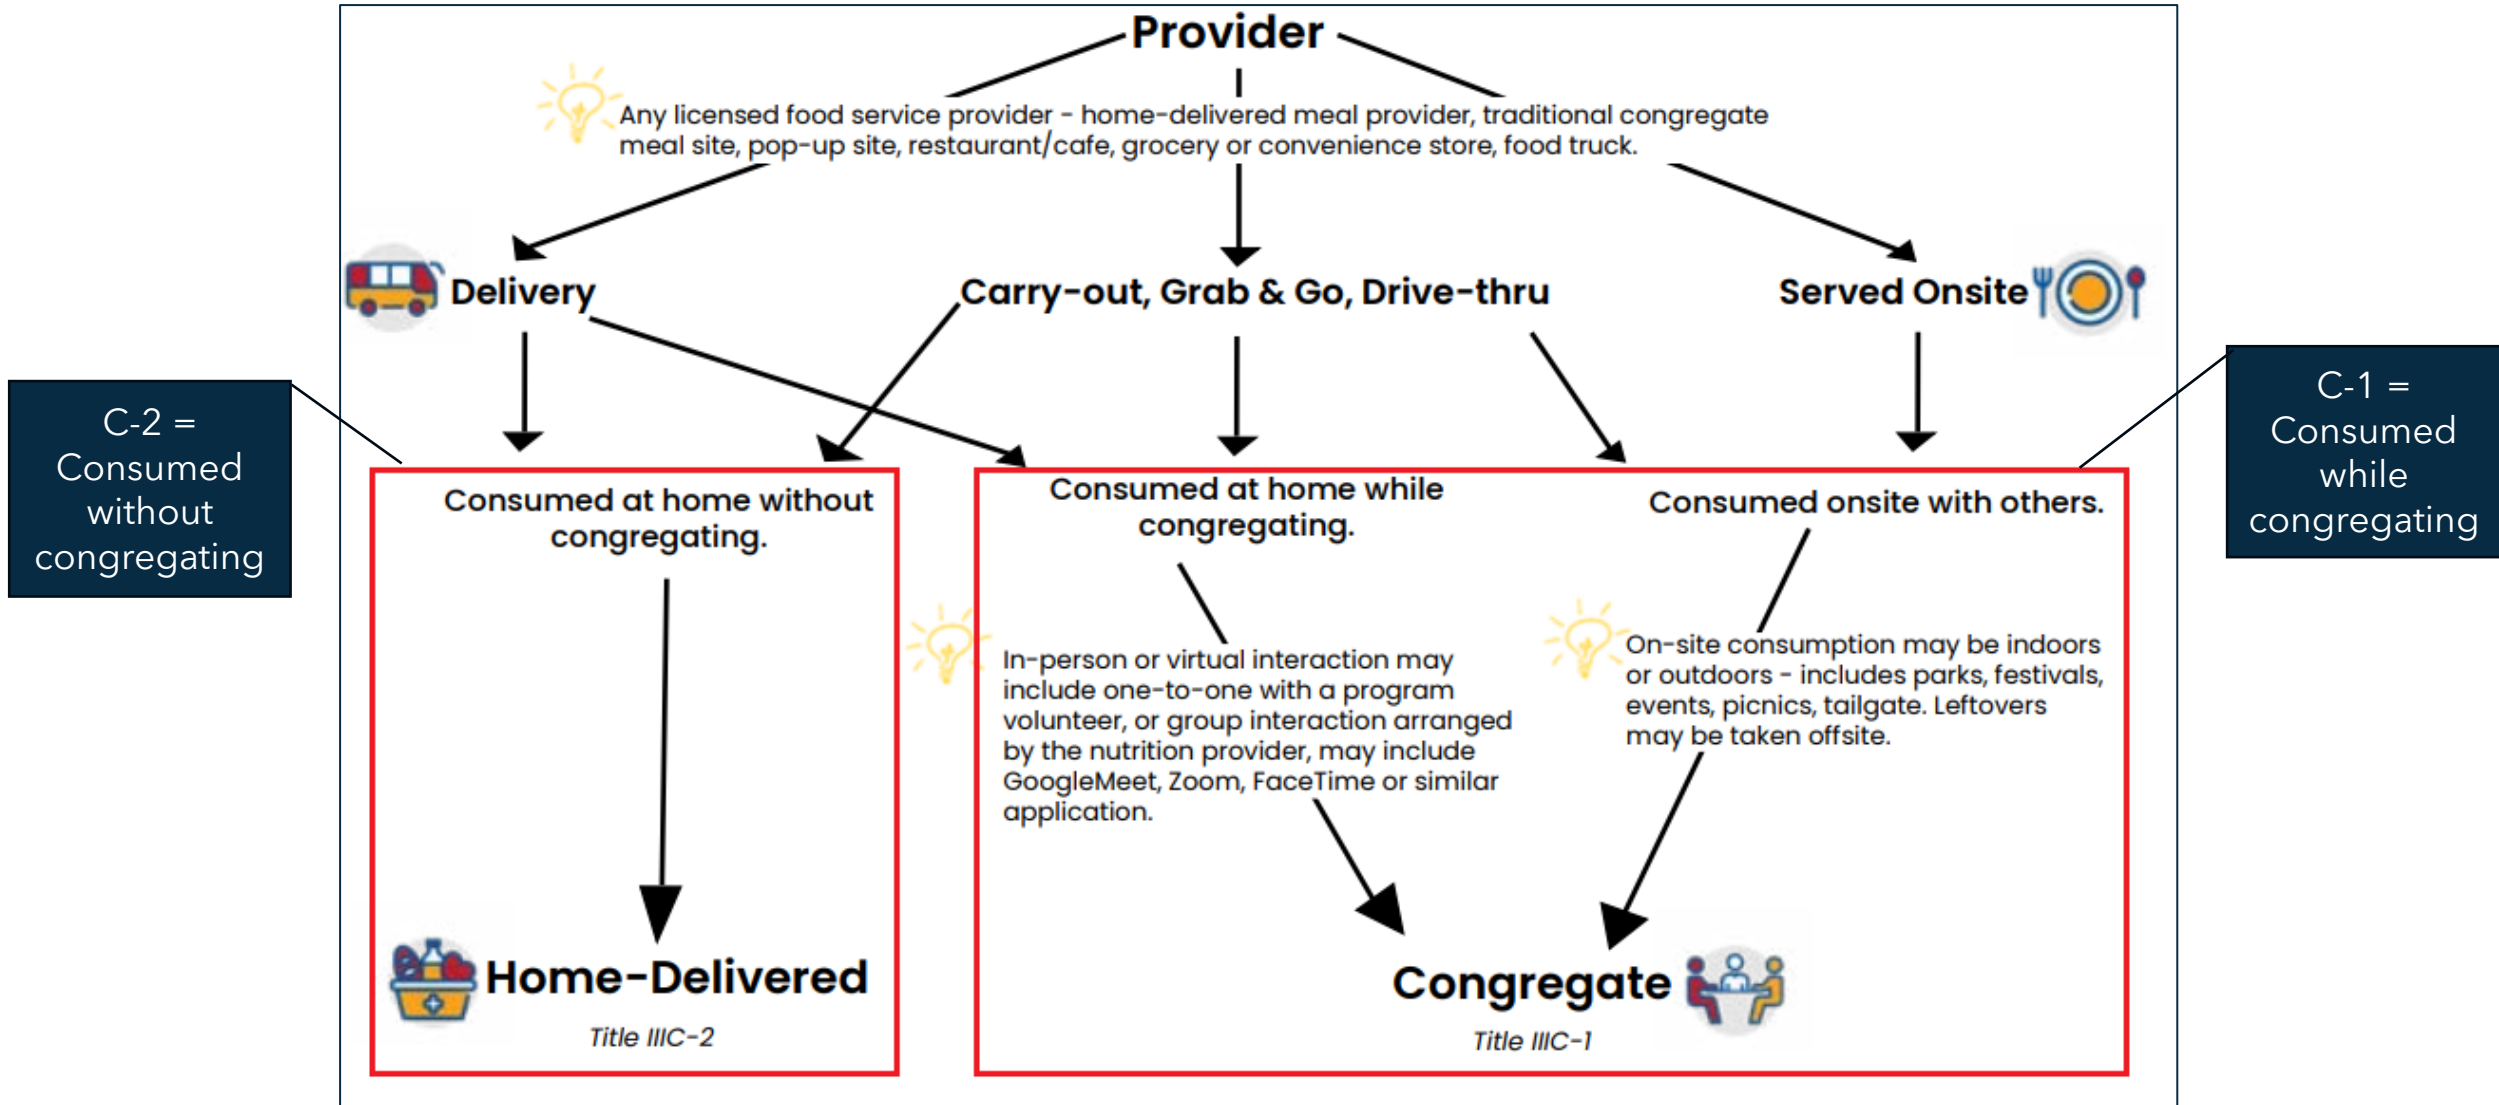 Provider
Any licensed food service provider - home-delivered meal provider, traditional congregate
meal site, pop-up site, restaurant/cafe, grocery or convenience store, food truck.
Delivery
Carry-out, Grab & Go, Drive-thru
Served Onsite
C-2 =
Consumed
without
congregating
C-1 =
Consumed
while
congregating
Consumed at home without
congregating.
Consumed at home while
congregating.
Consumed onsite with others.
In-person or virtual interaction may
include one-to-one with a program
volunteer, or group interaction arranged
by the nutrition provider, may include
GoogleMeet, Zoom, FaceTime or similar
application.
On-site consumption may be indoors
or outdoors - includes parks, festivals,
events, picnics, tailgate. Leftovers
may be taken offsite.
Home-Delivered
Title IIIC-2
Congregate
Title IIIC-1